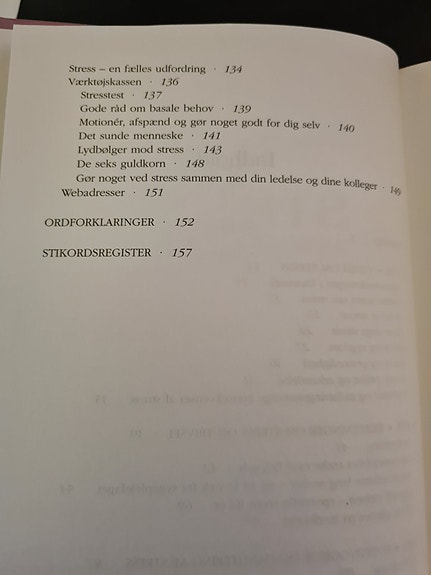 Stress – en fælles udfordring · 134
Værktøjskassen · 136
Stresstest · 137
Gode råd om basale behov · 139
Motionér, afspænd og gør noget godt for dig selv · 140
Det sunde menneske · 141
Lydbølger mod stress · 143
De seks guldkorn · 148
Gør noget ved stress sammen med din ledelse og dine kolleger · 149
Webadresser · 151
ORDFORKLARINGER · 152
STIKORDSREGISTER · 157